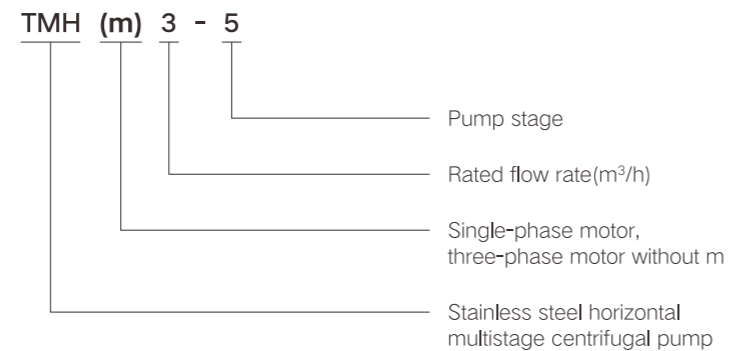 TMH (m) 3 - 5
Pump stage
Rated flow rate(m³/h)
Single-phase motor,
three-phase motor without m
Stainless steel horizontal
multistage centrifugal pump